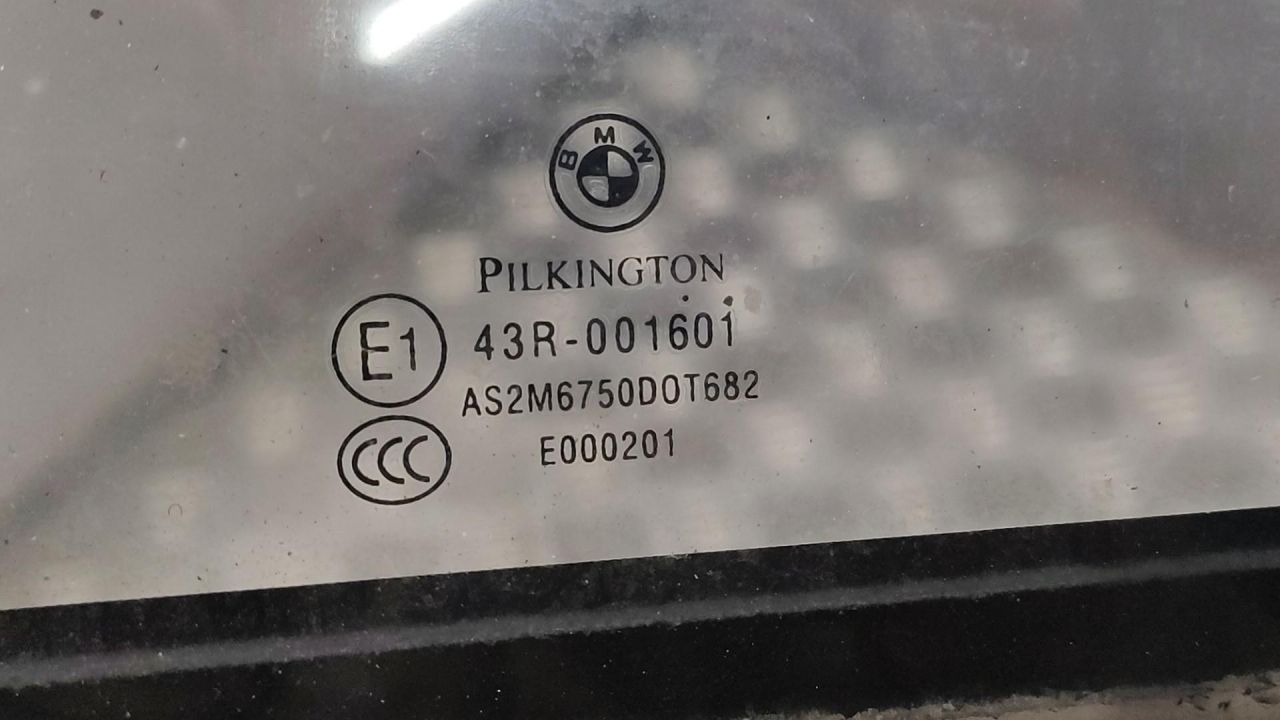 BMW
PILKINGTON
E1 43R-001601
AS2M6750DOT682
CCC E000201